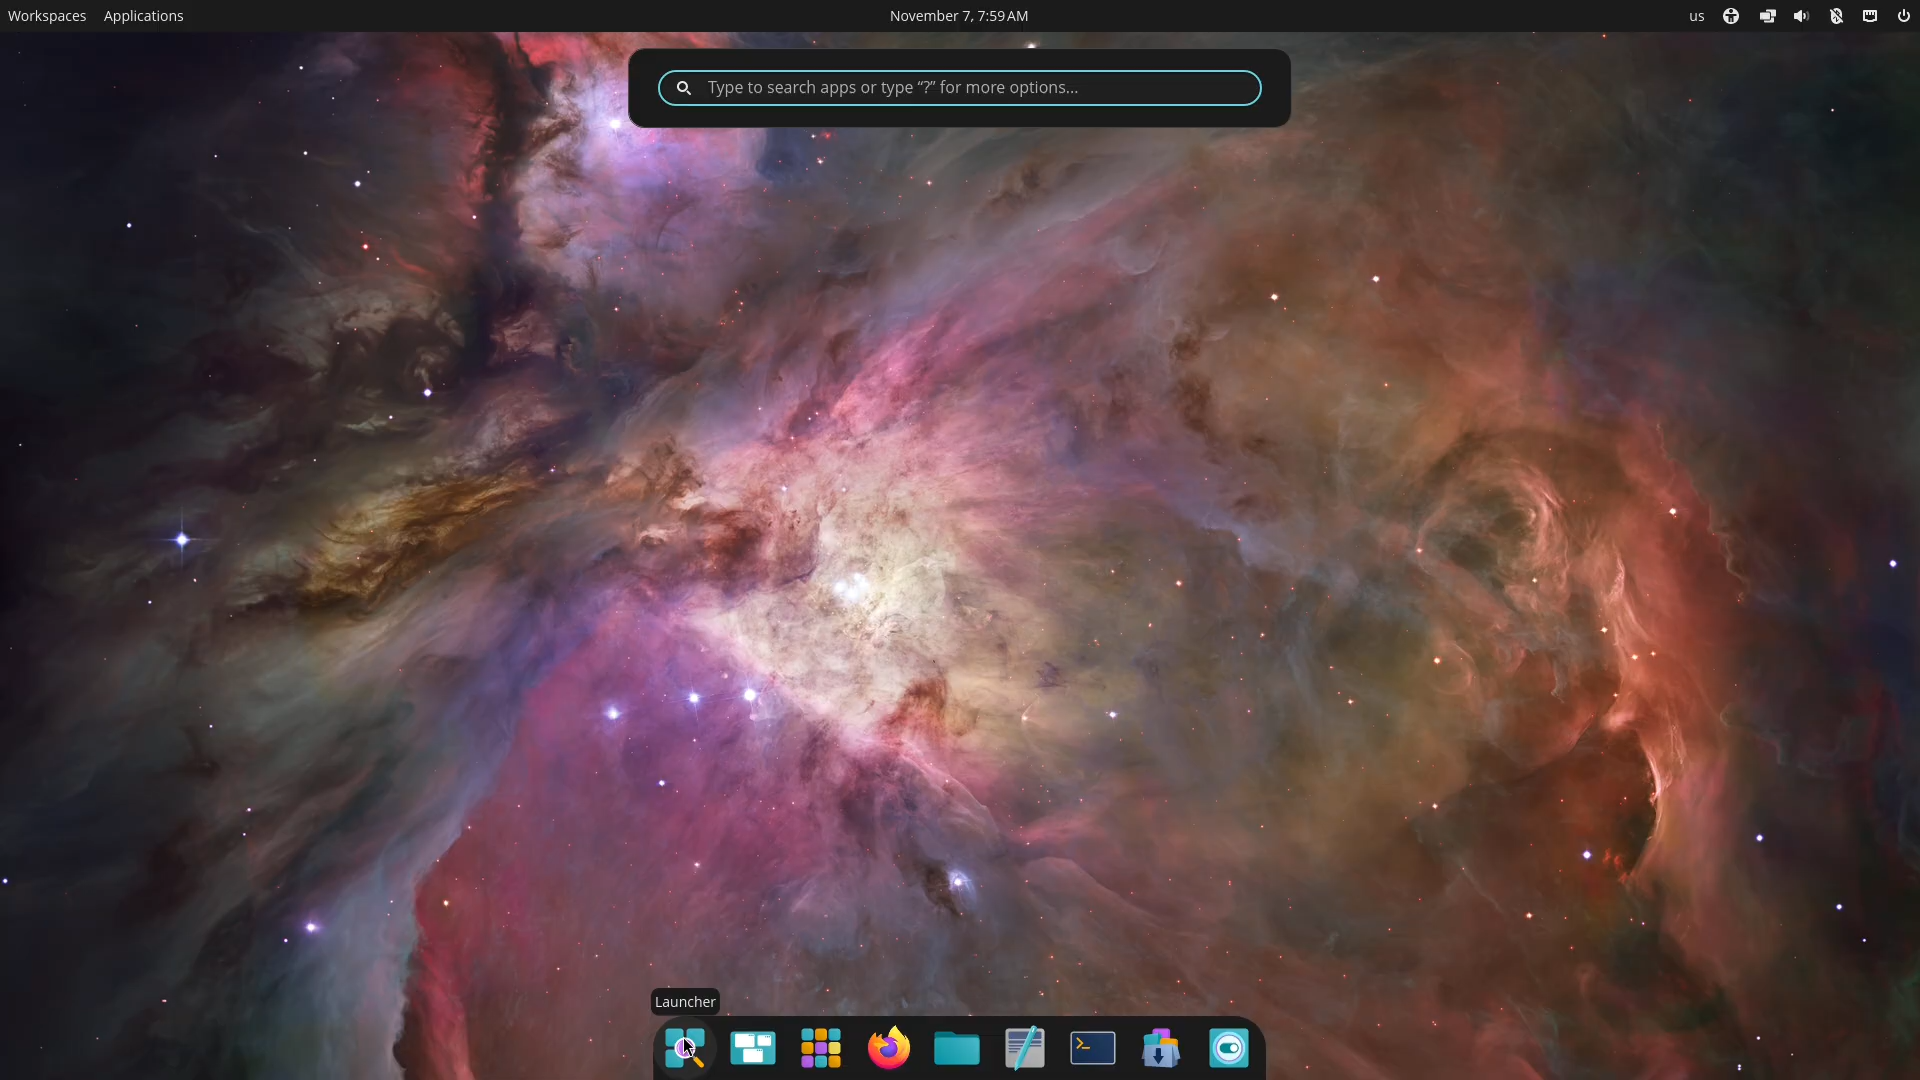 Workspaces Applications November 7, 7:59 AM us
Type to search apps or type “?” for more options...
Launcher